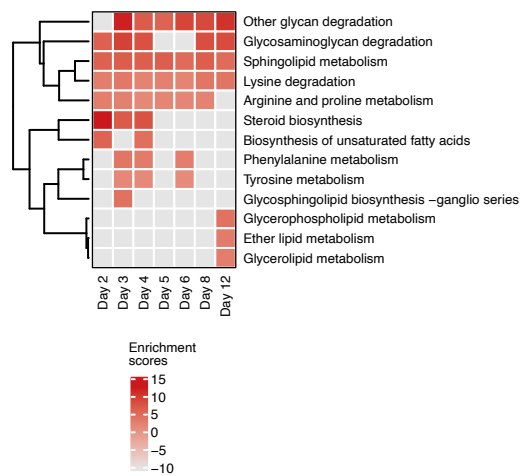 Other glycan degradation
Glycosaminoglycan degradation
Sphingolipid metabolism
Lysine degradation
Arginine and proline metabolism
Steroid biosynthesis
Biosynthesis of unsaturated fatty acids
Phenylalanine metabolism
Tyrosine metabolism
Glycosphingolipid biosynthesis −ganglio series
Glycerophospholipid metabolism
Ether lipid metabolism
Glycerolipid metabolism
Day 2
Day 3
Day 4
Day 5
Day 6
Day 8
Day 12
Enrichment
scores
15
10
5
0
−5
−10